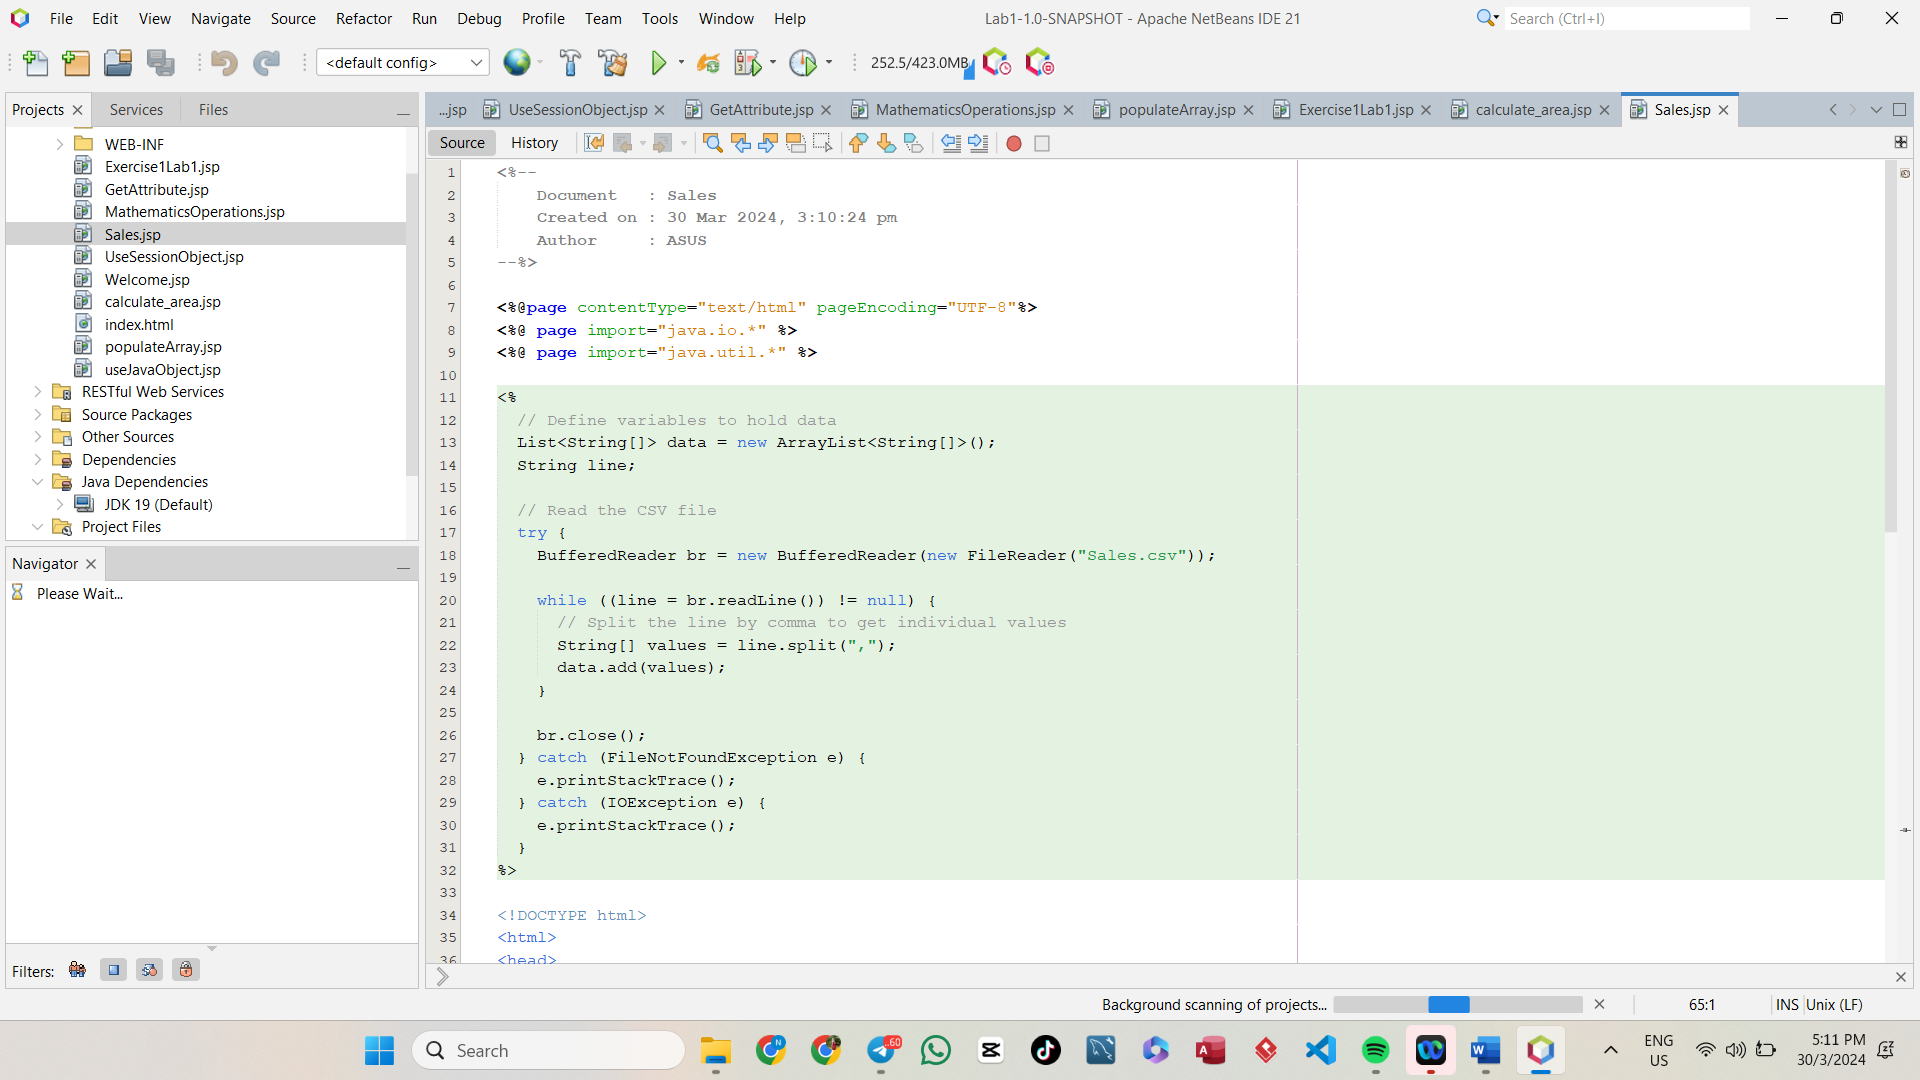 File Edit View Navigate Source Refactor Run Debug Profile Team Tools Window Help
Lab1-1.0-SNAPSHOT - Apache NetBeans IDE 21
Search (Ctrl+I)
<default config>
252.5/423.0MB
Projects
Services
Files
WEB-INF
Exercise1Lab1.jsp
GetAttribute.jsp
MathematicsOperations.jsp
Sales.jsp
UseSessionObject.jsp
Welcome.jsp
calculate_area.jsp
index.html
populateArray.jsp
useJavaObject.jsp
RESTful Web Services
Source Packages
Other Sources
Dependencies
Java Dependencies
JDK 19 (Default)
Project Files
Navigator
Please Wait...
Filters:
...jsp UseSessionObject.jsp GetAttribute.jsp MathematicsOperations.jsp populateArray.jsp Exercise1Lab1.jsp calculate_area.jsp Sales.jsp
Source History
1 <%--
2 Document : Sales
3 Created on : 30 Mar 2024, 3:10:24 pm
4 Author : ASUS
5 --%>
6
7 <%@page contentType="text/html" pageEncoding="UTF-8"%>
8 <%@ page import="java.io.*" %>
9 <%@ page import="java.util.*" %>
10
11 <%
12 // Define variables to hold data
13 List<String[]> data = new ArrayList<String[]>();
14 String line;
15
16 // Read the CSV file
17 try {
18 BufferedReader br = new BufferedReader(new FileReader("Sales.csv"));
19
20 while ((line = br.readLine()) != null) {
21 // Split the line by comma to get individual values
22 String[] values = line.split(",");
23 data.add(values);
24 }
25
26 br.close();
27 } catch (FileNotFoundException e) {
28 e.printStackTrace();
29 } catch (IOException e) {
30 e.printStackTrace();
31 }
32 %>
33
34 <!DOCTYPE html>
35 <html>
36 <head>
Background scanning of projects...
65:1
INS
Unix (LF)
Search
..60
ENG
US
5:11 PM
30/3/2024